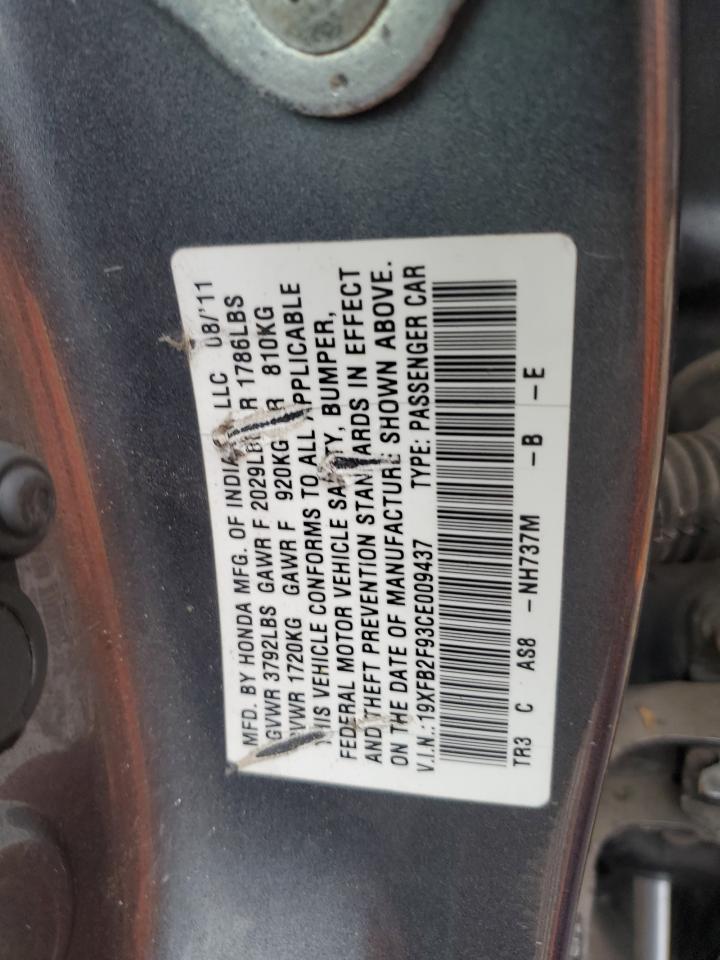 MFD. BY HONDA MFG. OF INDIA LLC 08/'11
GVWR 3792LBS GAWR F 2029LB R 1786LBS
GVWR 1720KG GAWR F 920KG R 810KG
THIS VEHICLE CONFORMS TO ALL APPLICABLE
FEDERAL MOTOR VEHICLE SAFETY, BUMPER,
AND THEFT PREVENTION STANDARDS IN EFFECT
ON THE DATE OF MANUFACTURE SHOWN ABOVE.
V.I.N.: 19XFB2F93CE009437 TYPE: PASSENGER CAR
TR3 C AS8 -NH737M -B -E